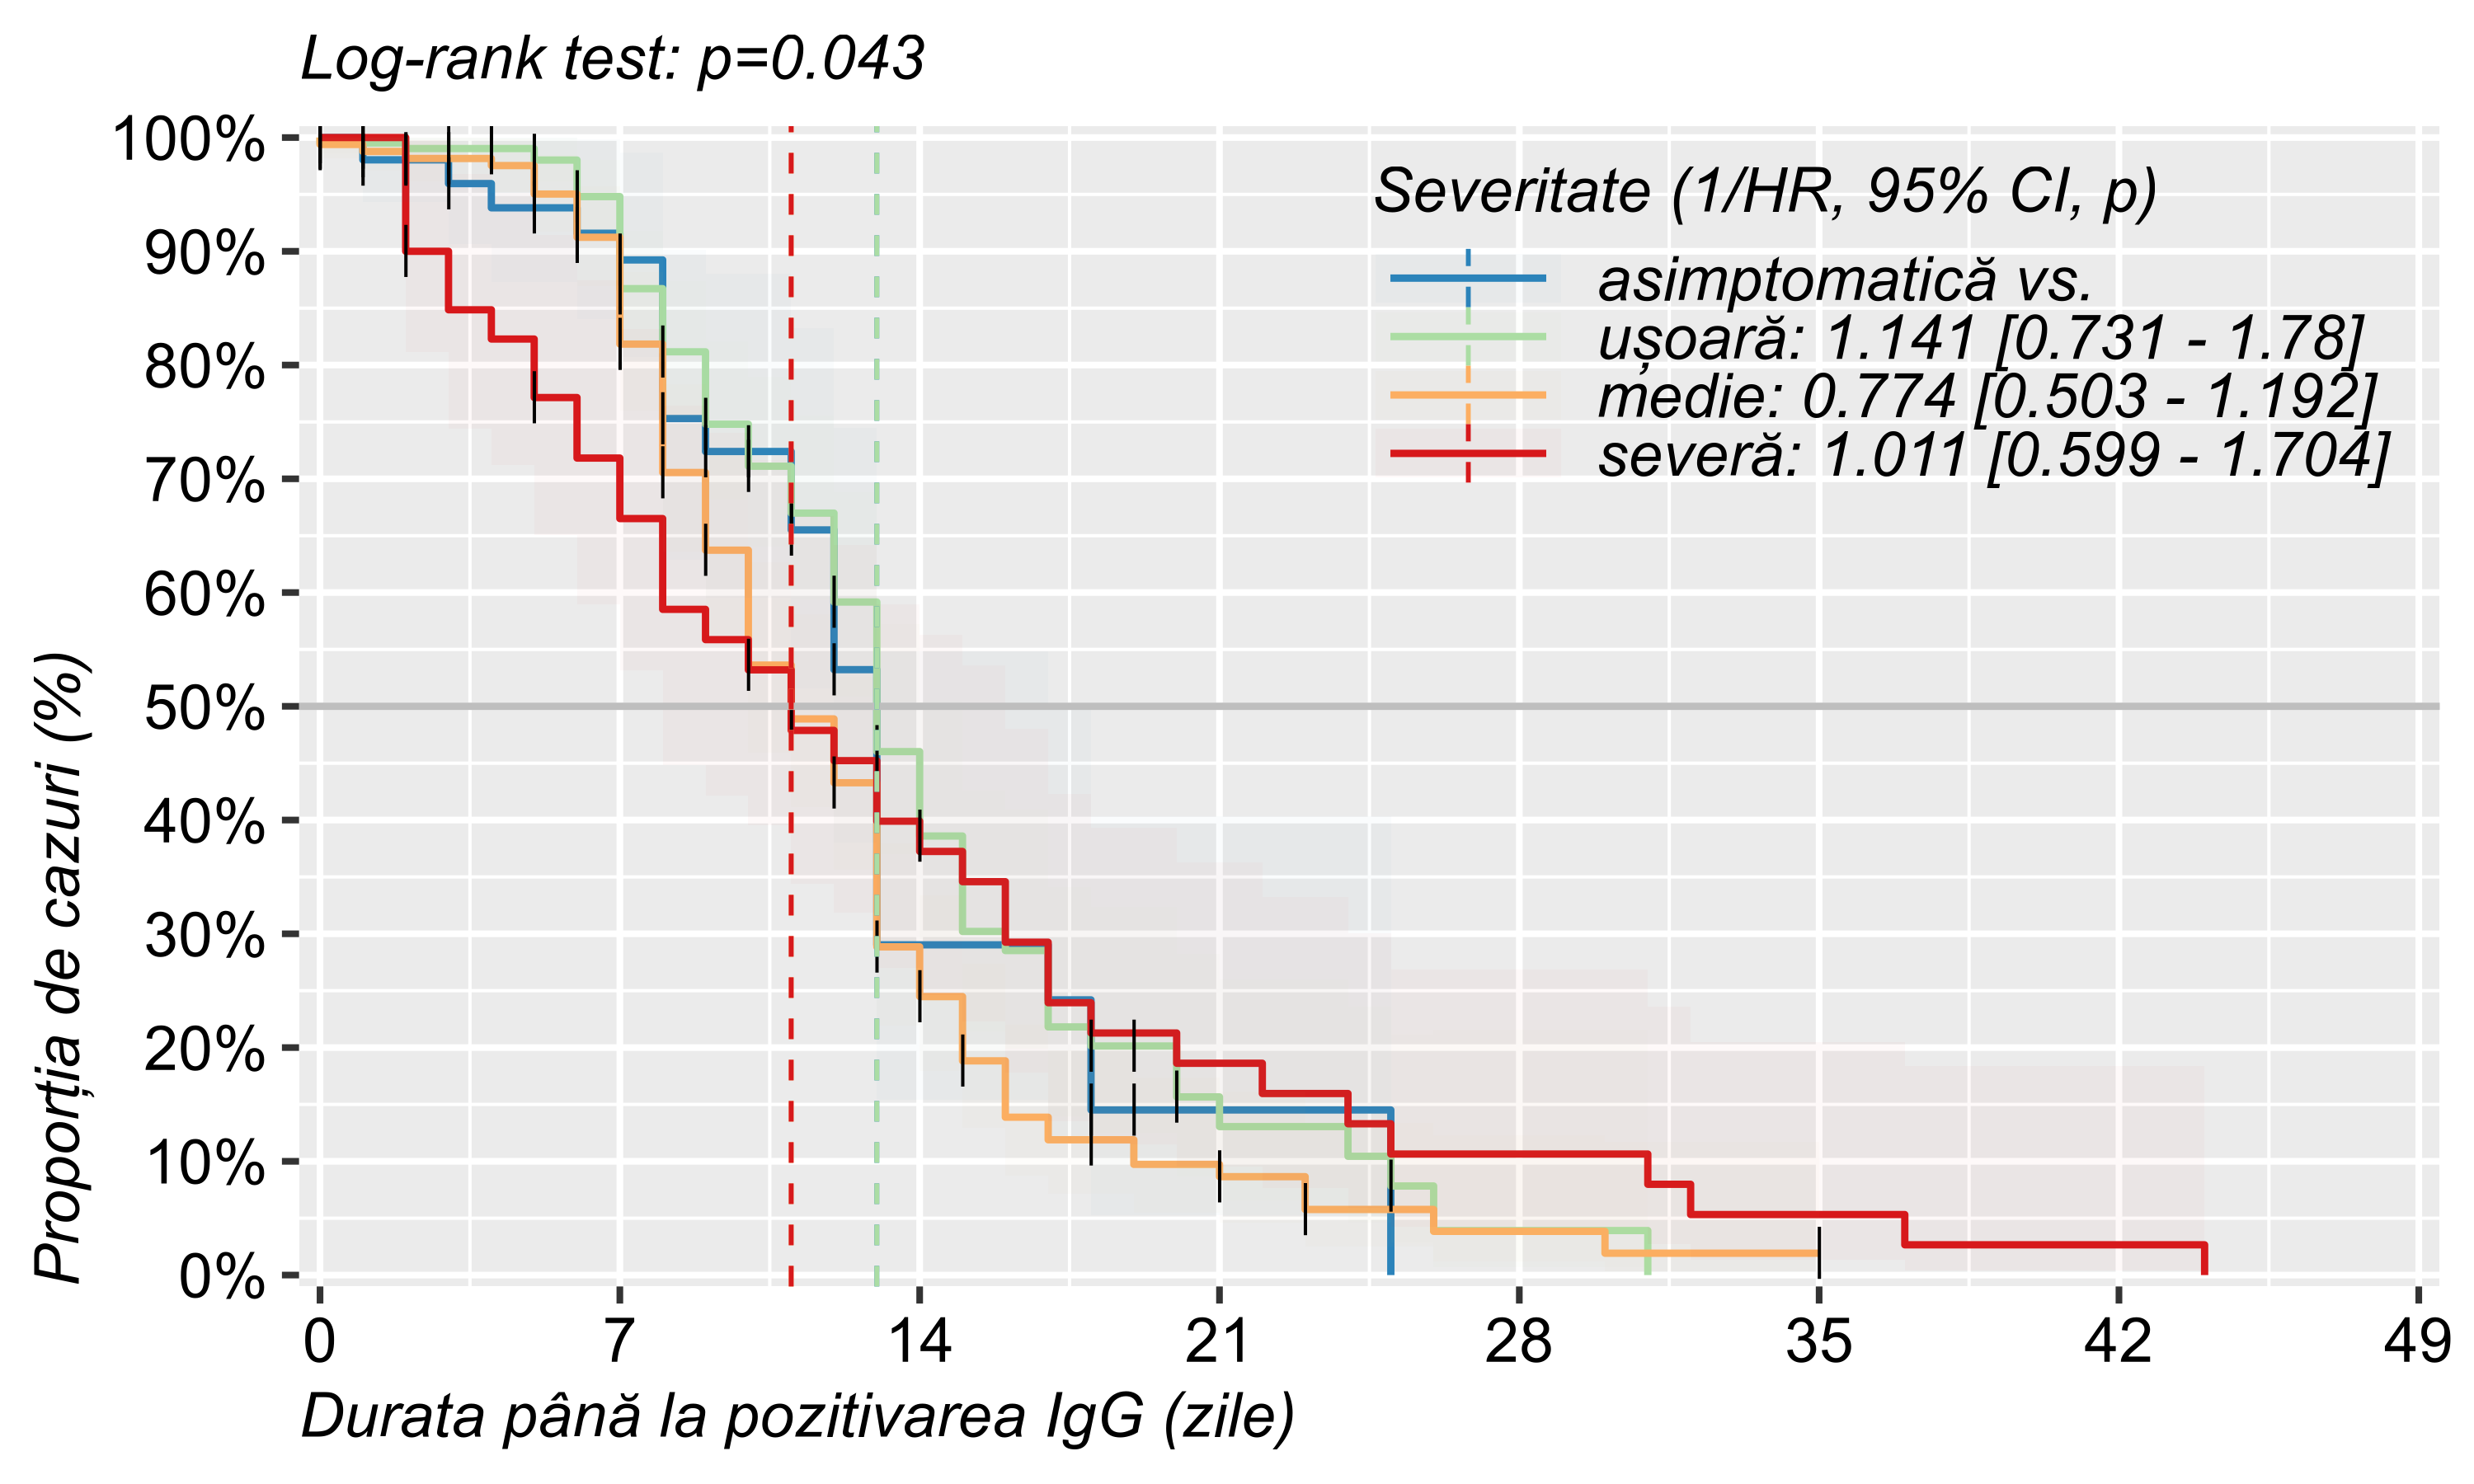 Log-rank test: p=0.043
Severitate (1/HR, 95% CI, p)
asimptomatică vs.
ușoară: 1.141 [0.731 - 1.78]
medie: 0.774 [0.503 - 1.192]
severă: 1.011 [0.599 - 1.704]
Proporția de cazuri (%)
100%
90%
80%
70%
60%
50%
40%
30%
20%
10%
0%
0 7 14 21 28 35 42 49
Durata până la pozitivarea IgG (zile)